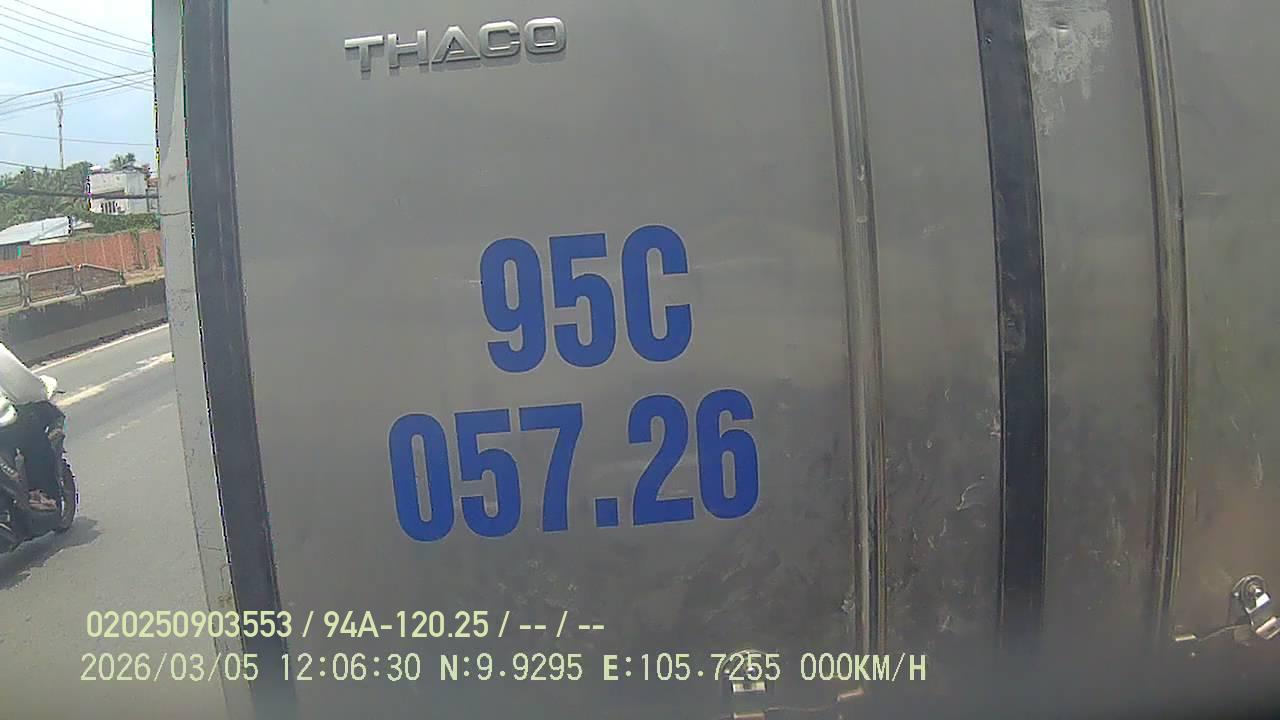 THACO
95C
057.26
020250903553 / 94A-120.25 / -- / --
2026/03/05 12:06:30 N:9.9295 E:105.7255 000KM/H